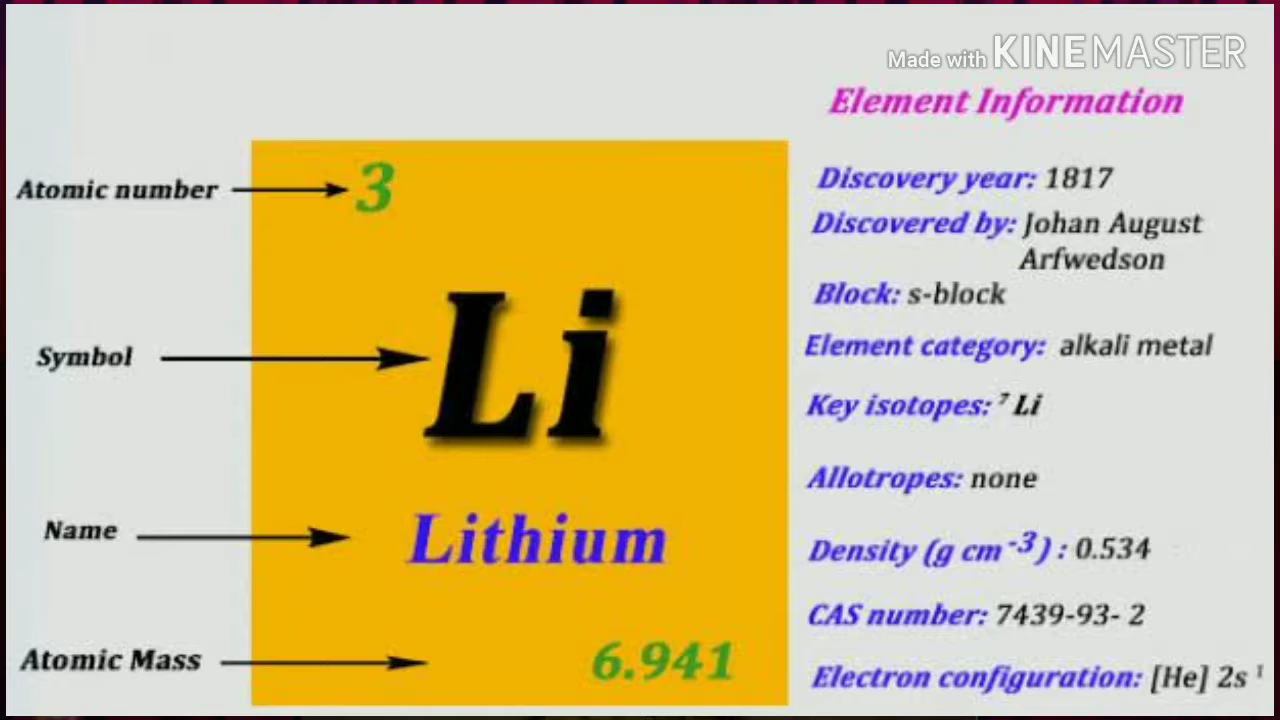 Made with KINEMASTER
Element Information
Atomic number
3
Symbol
Li
Name
Lithium
Atomic Mass
6.941
Discovery year: 1817
Discovered by: Johan August
Arfwedson
Block: s-block
Element category: alkali metal
Key isotopes: ⁷ Li
Allotropes: none
Density (g cm⁻³) : 0.534
CAS number: 7439-93- 2
Electron configuration: [He] 2s ¹